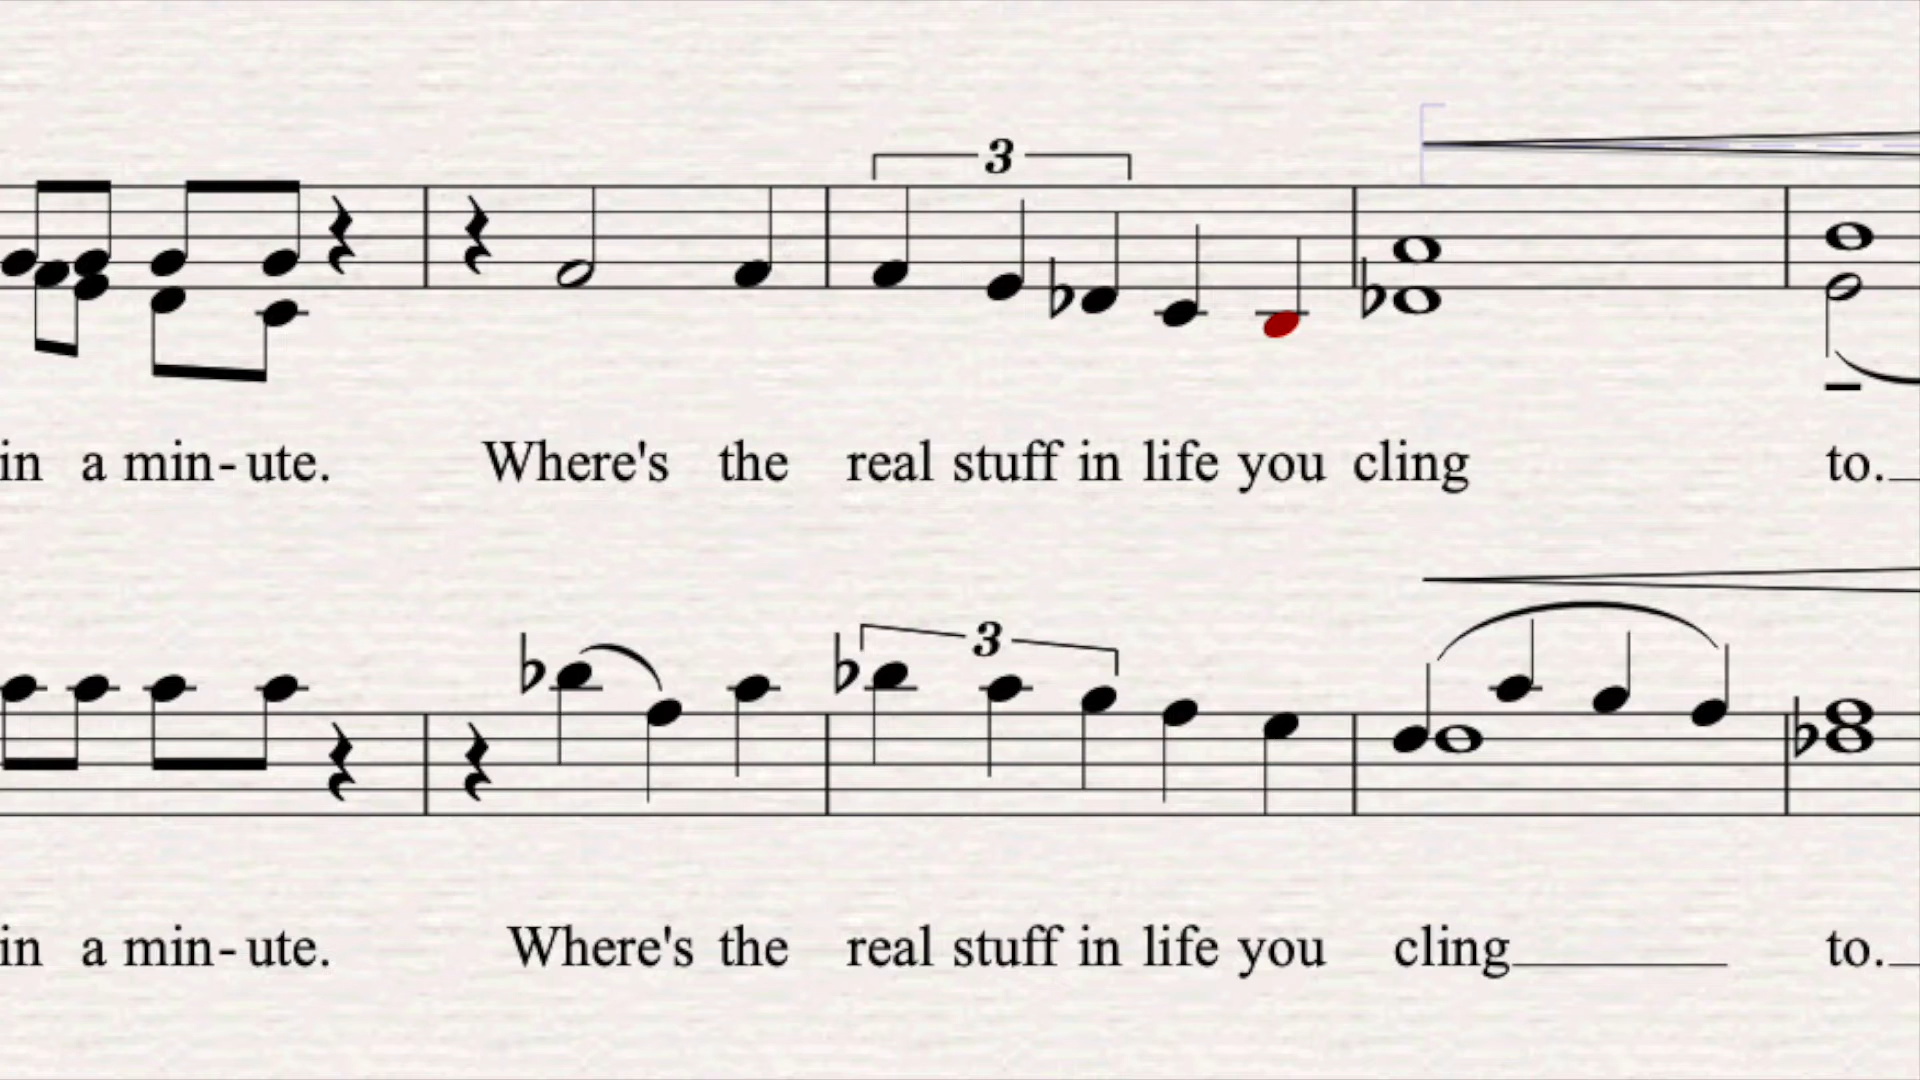 3
in a min- ute. Where's the real stuff in life you cling to.
3
in a min- ute. Where's the real stuff in life you cling to.